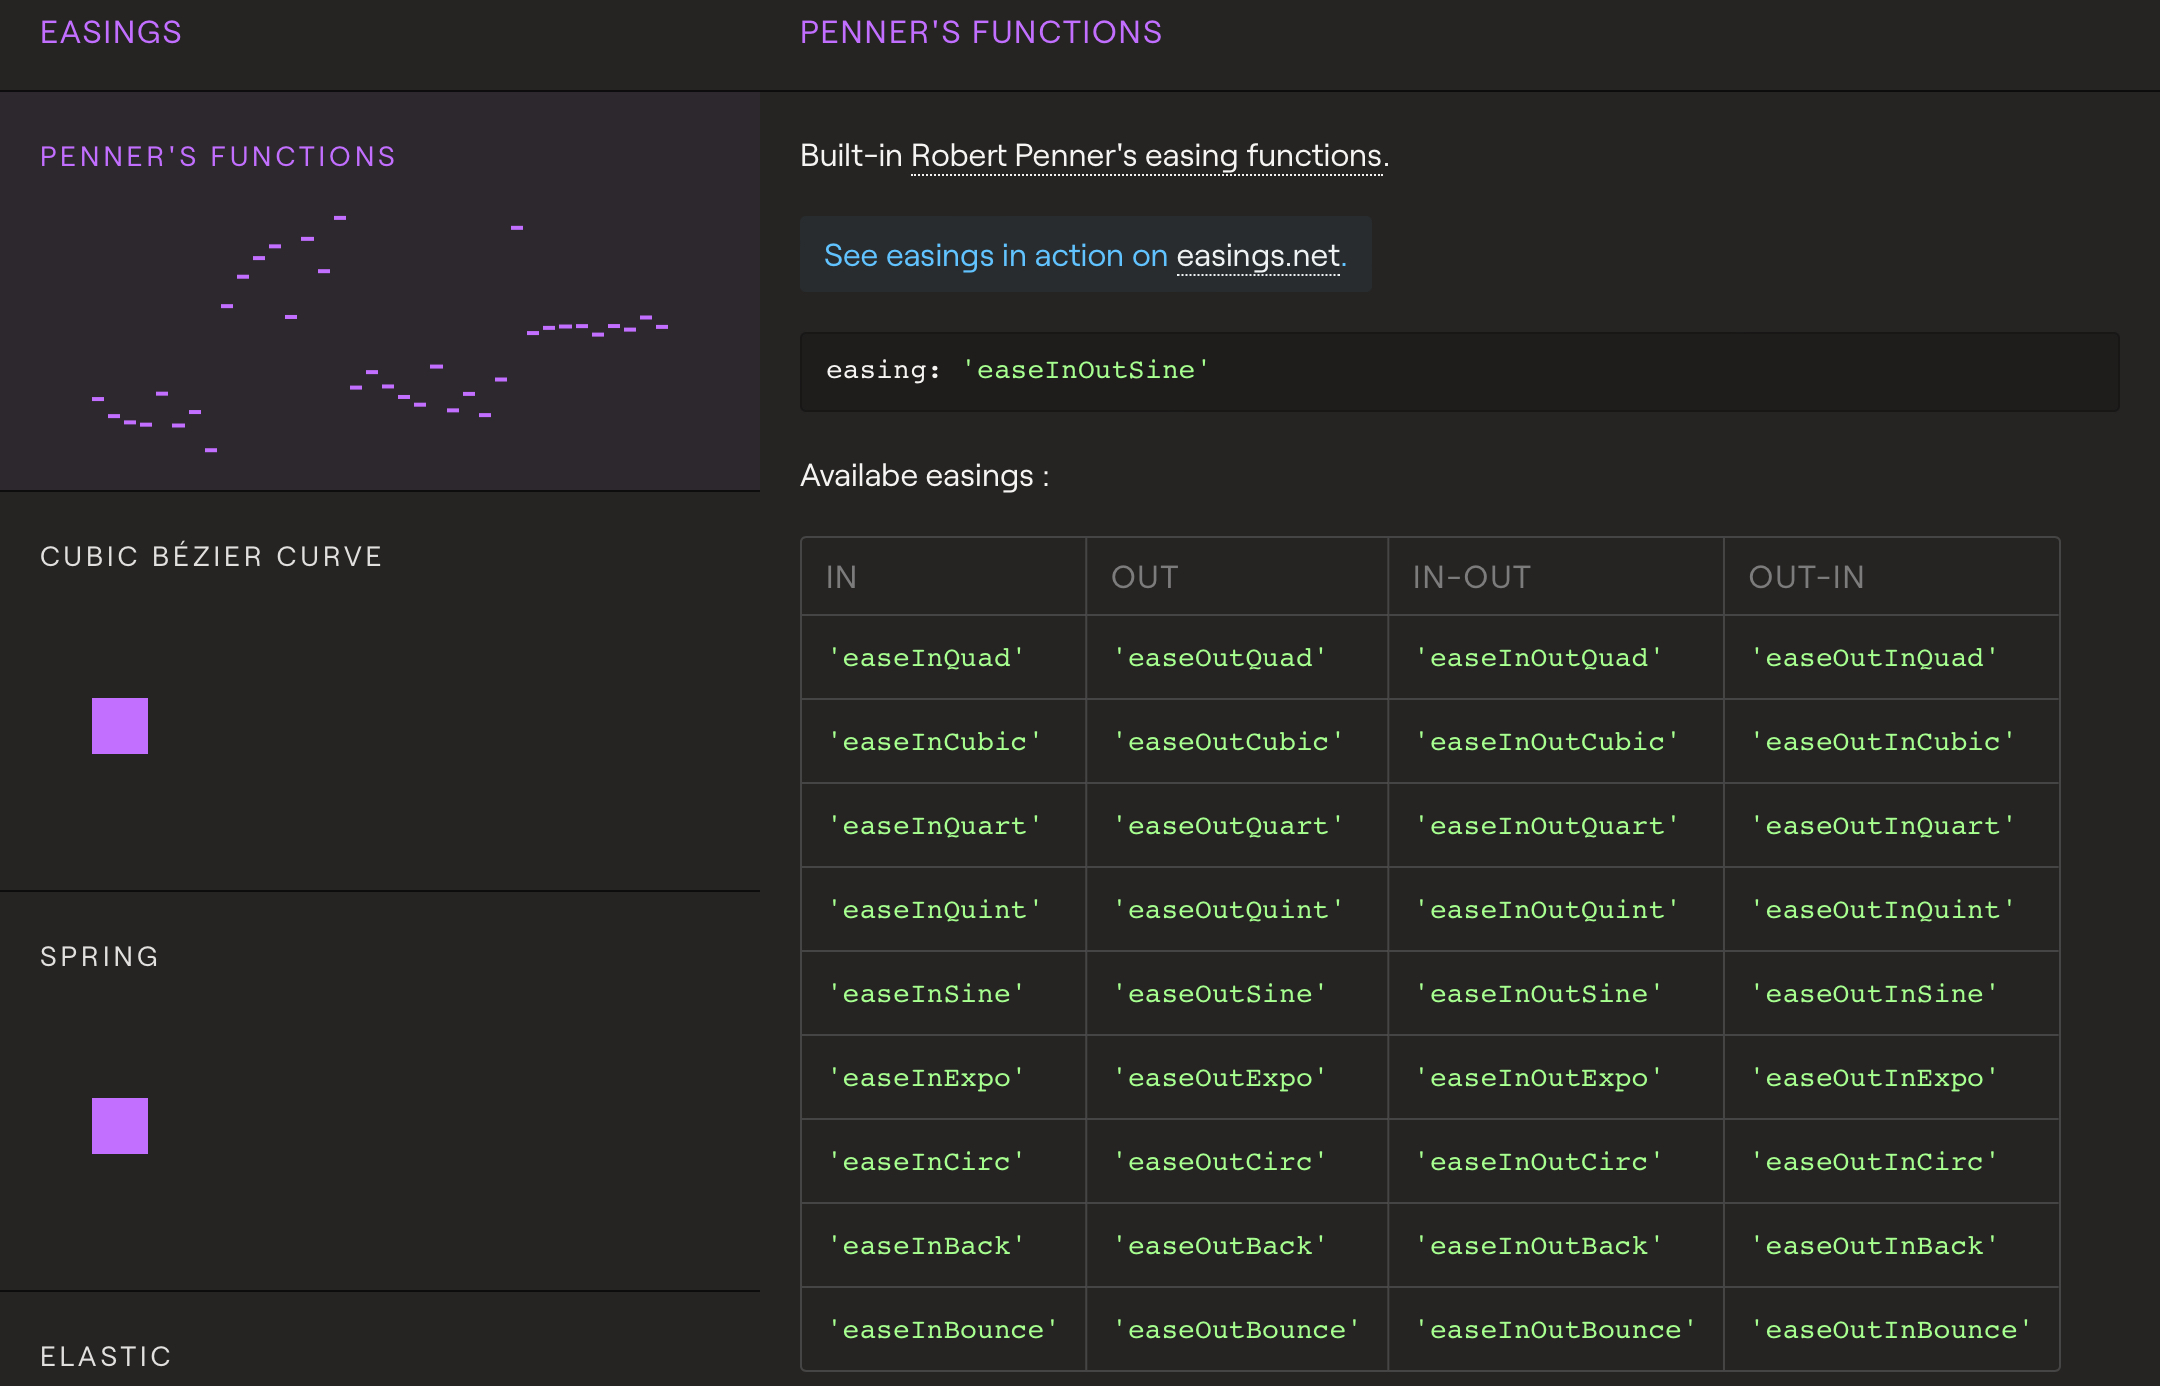 EASINGS
PENNER'S FUNCTIONS
PENNER'S FUNCTIONS
CUBIC BÉZIER CURVE
SPRING
ELASTIC
Built-in Robert Penner's easing functions.
See easings in action on easings.net.
easing: 'easeInOutSine'
Availabe easings :
IN OUT IN-OUT OUT-IN
'easeInQuad' 'easeOutQuad' 'easeInOutQuad' 'easeOutInQuad'
'easeInCubic' 'easeOutCubic' 'easeInOutCubic' 'easeOutInCubic'
'easeInQuart' 'easeOutQuart' 'easeInOutQuart' 'easeOutInQuart'
'easeInQuint' 'easeOutQuint' 'easeInOutQuint' 'easeOutInQuint'
'easeInSine' 'easeOutSine' 'easeInOutSine' 'easeOutInSine'
'easeInExpo' 'easeOutExpo' 'easeInOutExpo' 'easeOutInExpo'
'easeInCirc' 'easeOutCirc' 'easeInOutCirc' 'easeOutInCirc'
'easeInBack' 'easeOutBack' 'easeInOutBack' 'easeOutInBack'
'easeInBounce' 'easeOutBounce' 'easeInOutBounce' 'easeOutInBounce'